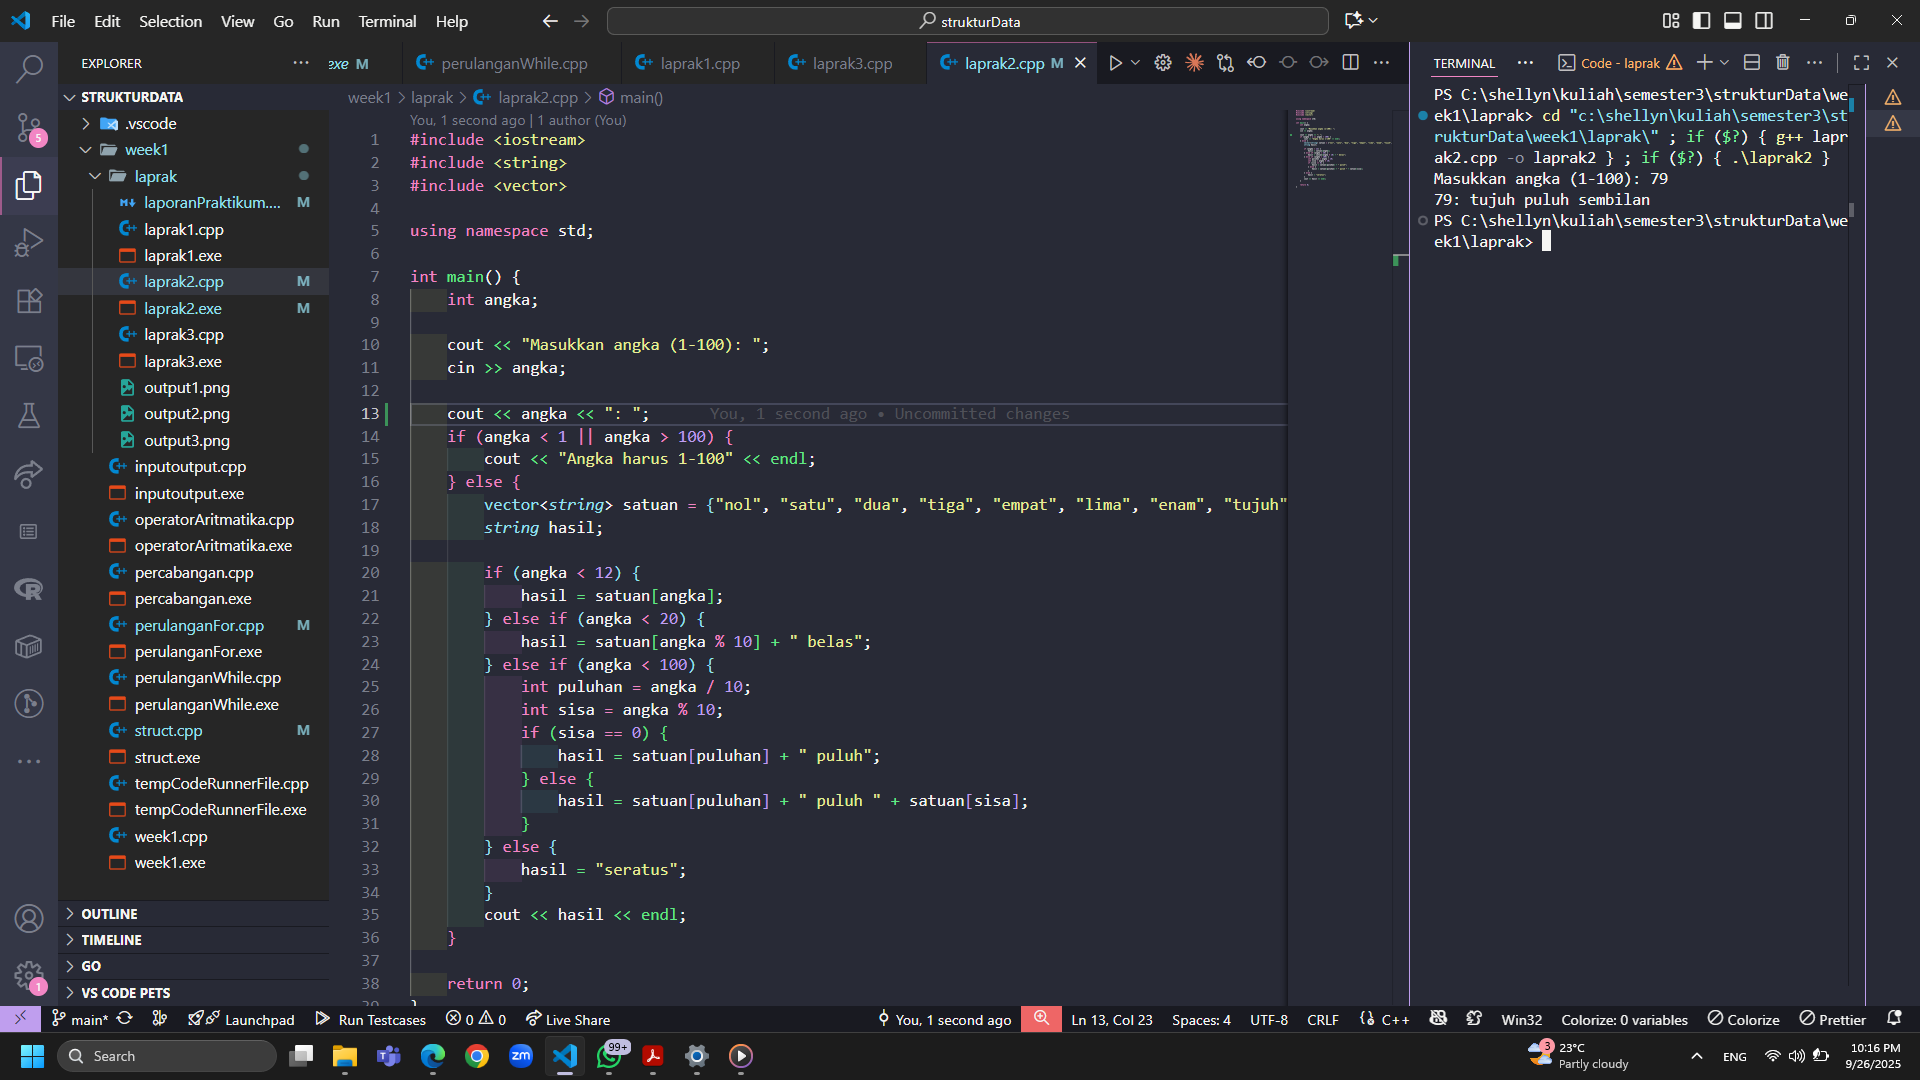 File Edit Selection View Go Run Terminal Help
strukturData
EXPLORER
STRUKTURDATA
.vscode
week1
laprak
laporanPraktikum.... M
laprak1.cpp
laprak1.exe
laprak2.cpp M
laprak2.exe M
laprak3.cpp
laprak3.exe
output1.png
output2.png
output3.png
inputoutput.cpp
inputoutput.exe
operatorAritmatika.cpp
operatorAritmatika.exe
percabangan.cpp
percabangan.exe
perulanganFor.cpp M
perulanganFor.exe
perulanganWhile.cpp
perulanganWhile.exe
struct.cpp M
struct.exe
tempCodeRunnerFile.cpp
tempCodeRunnerFile.exe
week1.cpp
week1.exe
OUTLINE
TIMELINE
GO
VS CODE PETS
5
1
exe M perulanganWhile.cpp laprak1.cpp laprak3.cpp laprak2.cpp M
week1 > laprak > laprak2.cpp > main()
You, 1 second ago | 1 author (You)
1 #include <iostream>
2 #include <string>
3 #include <vector>
4
5 using namespace std;
6
7 int main() {
8 int angka;
9
10 cout << "Masukkan angka (1-100): ";
11 cin >> angka;
12
13 cout << angka << ": "; You, 1 second ago • Uncommitted changes
14 if (angka < 1 || angka > 100) {
15 cout << "Angka harus 1-100" << endl;
16 } else {
17 vector<string> satuan = {"nol", "satu", "dua", "tiga", "empat", "lima", "enam", "tujuh"
18 string hasil;
19
20 if (angka < 12) {
21 hasil = satuan[angka];
22 } else if (angka < 20) {
23 hasil = satuan[angka % 10] + " belas";
24 } else if (angka < 100) {
25 int puluhan = angka / 10;
26 int sisa = angka % 10;
27 if (sisa == 0) {
28 hasil = satuan[puluhan] + " puluh";
29 } else {
30 hasil = satuan[puluhan] + " puluh " + satuan[sisa];
31 }
32 } else {
33 hasil = "seratus";
34 }
35 cout << hasil << endl;
36 }
37
38 return 0;
TERMINAL
Code - laprak
PS C:\shellyn\kuliah\semester3\strukturData\we
ek1\laprak> cd "c:\shellyn\kuliah\semester3\st
rukturData\week1\laprak\" ; if ($?) { g++ lapr
ak2.cpp -o laprak2 } ; if ($?) { .\laprak2 }
Masukkan angka (1-100): 79
79: tujuh puluh sembilan
PS C:\shellyn\kuliah\semester3\strukturData\we
ek1\laprak>
main* Launchpad Run Testcases 0 0 Live Share You, 1 second ago Ln 13, Col 23 Spaces: 4 UTF-8 CRLF C++ Win32 Colorize: 0 variables Colorize Prettier
Search
zm
99+
3
23°C
Partly cloudy
ENG
10:16 PM
9/26/2025